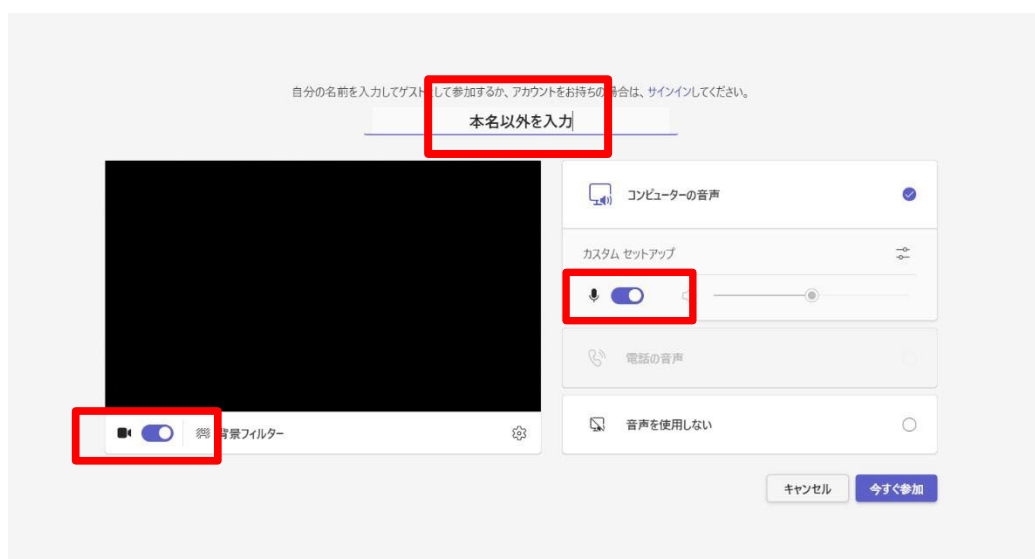 自分の名前を入力してゲストとして参加するか、アカウントをお持ちの場合は、サインインしてください。
本名以外を入力
コンピューターの音声
カスタム セットアップ
電話の音声
背景フィルター
音声を使用しない
キャンセル
今すぐ参加